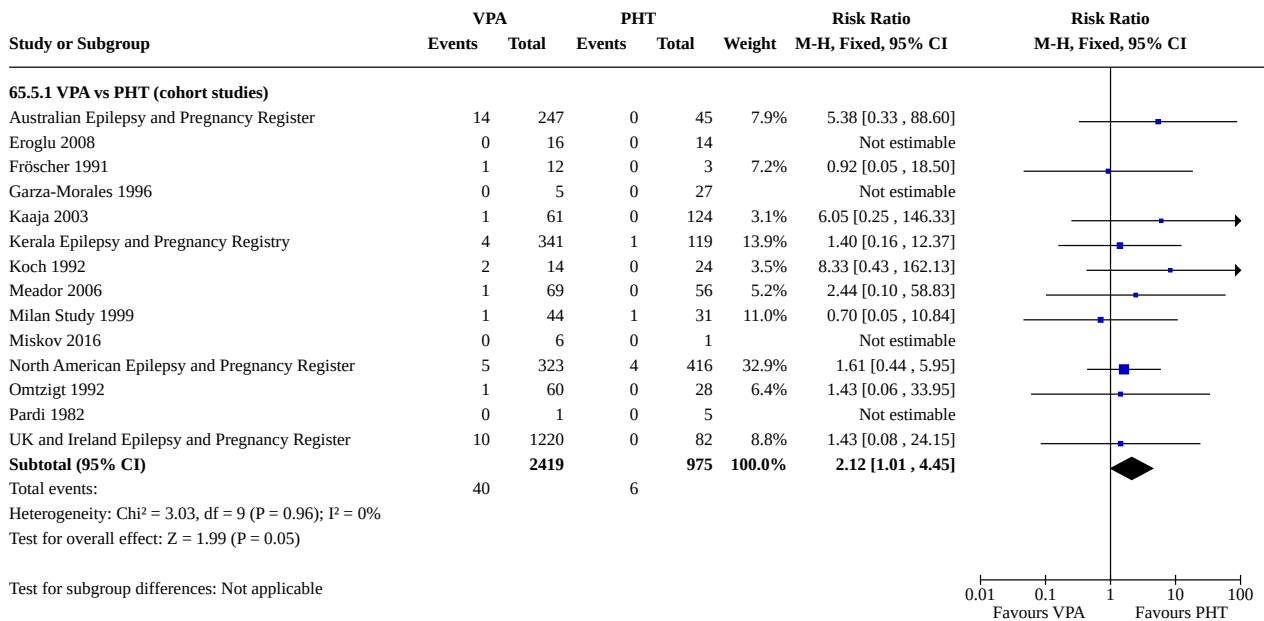 VPA PHT Risk Ratio Risk Ratio
Study or Subgroup Events Total Events Total Weight M-H, Fixed, 95% CI M-H, Fixed, 95% CI
65.5.1 VPA vs PHT (cohort studies)
Australian Epilepsy and Pregnancy Register 14 247 0 45 7.9% 5.38 [0.33 , 88.60]
Eroglu 2008 0 16 0 14 Not estimable
Fröscher 1991 1 12 0 3 7.2% 0.92 [0.05 , 18.50]
Garza-Morales 1996 0 5 0 27 Not estimable
Kaaja 2003 1 61 0 124 3.1% 6.05 [0.25 , 146.33]
Kerala Epilepsy and Pregnancy Registry 4 341 1 119 13.9% 1.40 [0.16 , 12.37]
Koch 1992 2 14 0 24 3.5% 8.33 [0.43 , 162.13]
Meador 2006 1 69 0 56 5.2% 2.44 [0.10 , 58.83]
Milan Study 1999 1 44 1 31 11.0% 0.70 [0.05 , 10.84]
Miskov 2016 0 6 0 1 Not estimable
North American Epilepsy and Pregnancy Register 5 323 4 416 32.9% 1.61 [0.44 , 5.95]
Omtzigt 1992 1 60 0 28 6.4% 1.43 [0.06 , 33.95]
Pardi 1982 0 1 0 5 Not estimable
UK and Ireland Epilepsy and Pregnancy Register 10 1220 0 82 8.8% 1.43 [0.08 , 24.15]
Subtotal (95% CI) 2419 975 100.0% 2.12 [1.01 , 4.45]
Total events: 40 6
Heterogeneity: Chi² = 3.03, df = 9 (P = 0.96); I² = 0%
Test for overall effect: Z = 1.99 (P = 0.05)
Test for subgroup differences: Not applicable
0.01 0.1 1 10 100
Favours VPA Favours PHT